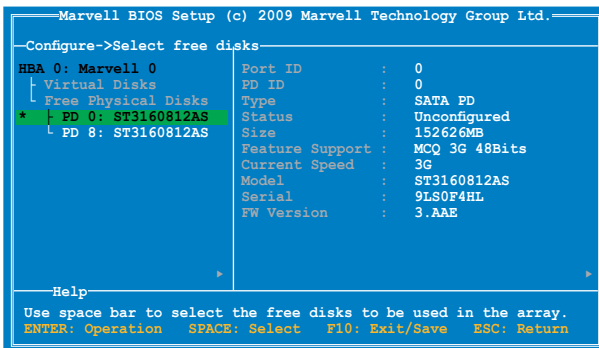 Marvell BIOS Setup (c) 2009 Marvell Technology Group Ltd.
Configure->Select free disks
HBA 0: Marvell 0
Virtual Disks
Free Physical Disks
* PD 0: ST3160812AS
PD 8: ST3160812AS
Port ID : 0
PD ID : 0
Type : SATA PD
Status : Unconfigured
Size : 152626MB
Feature Support : MCQ 3G 48Bits
Current Speed : 3G
Model : ST3160812AS
Serial : 9LS0F4HL
FW Version : 3.AAE
Help
Use space bar to select the free disks to be used in the array.
ENTER: Operation SPACE: Select F10: Exit/Save ESC: Return